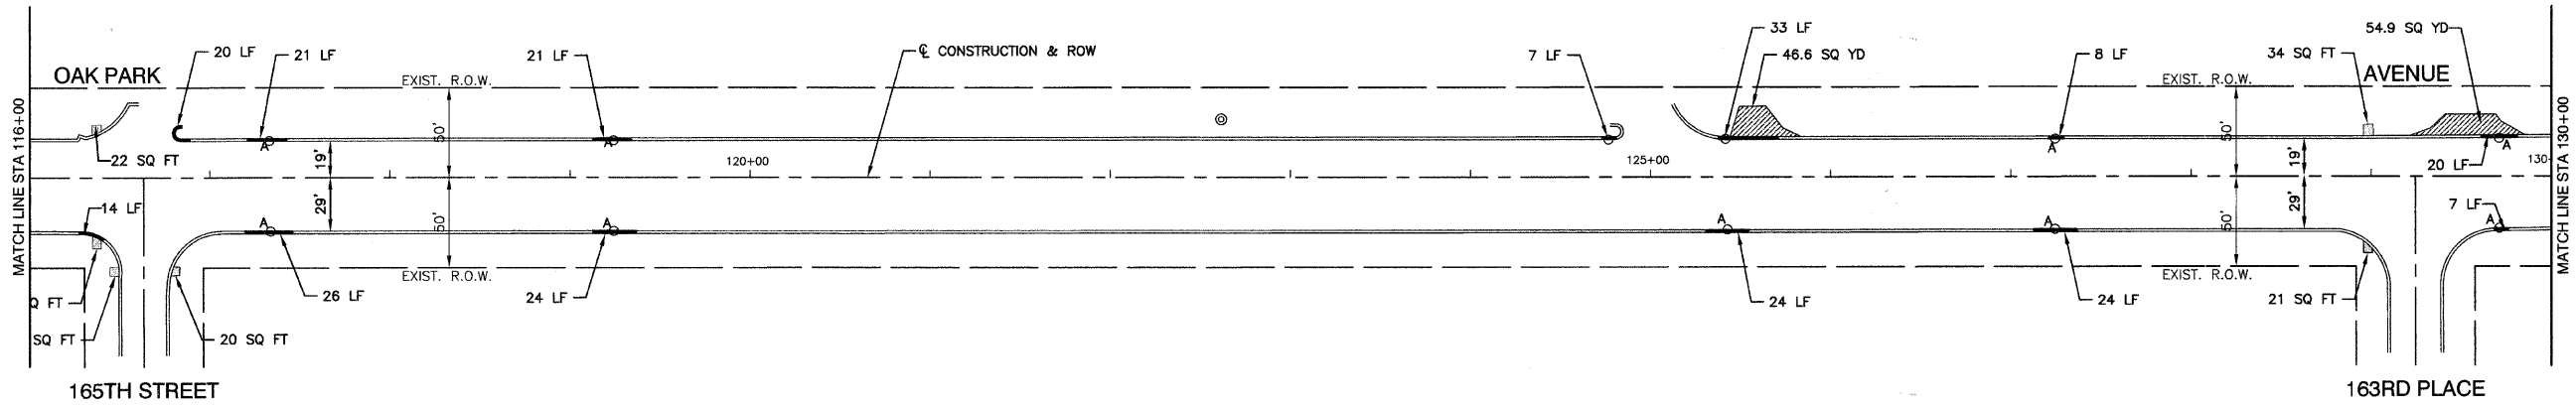 20 LF
21 LF
21 LF
℄ CONSTRUCTION & ROW
7 LF
33 LF
46.6 SQ YD
8 LF
34 SQ FT
54.9 SQ YD
OAK PARK
EXIST. R.O.W.
EXIST. R.O.W.
AVENUE
MATCH LINE STA 116+00
22 SQ FT
A
19'
50'
A
120+00
125+00
A
50'
19'
A
20 LF
130+
MATCH LINE STA 130+00
14 LF
A
29'
50'
A
A
A
50'
29'
7 LF
A
EXIST. R.O.W.
EXIST. R.O.W.
Q FT
26 LF
24 LF
24 LF
24 LF
21 SQ FT
SQ FT
20 SQ FT
165TH STREET
163RD PLACE